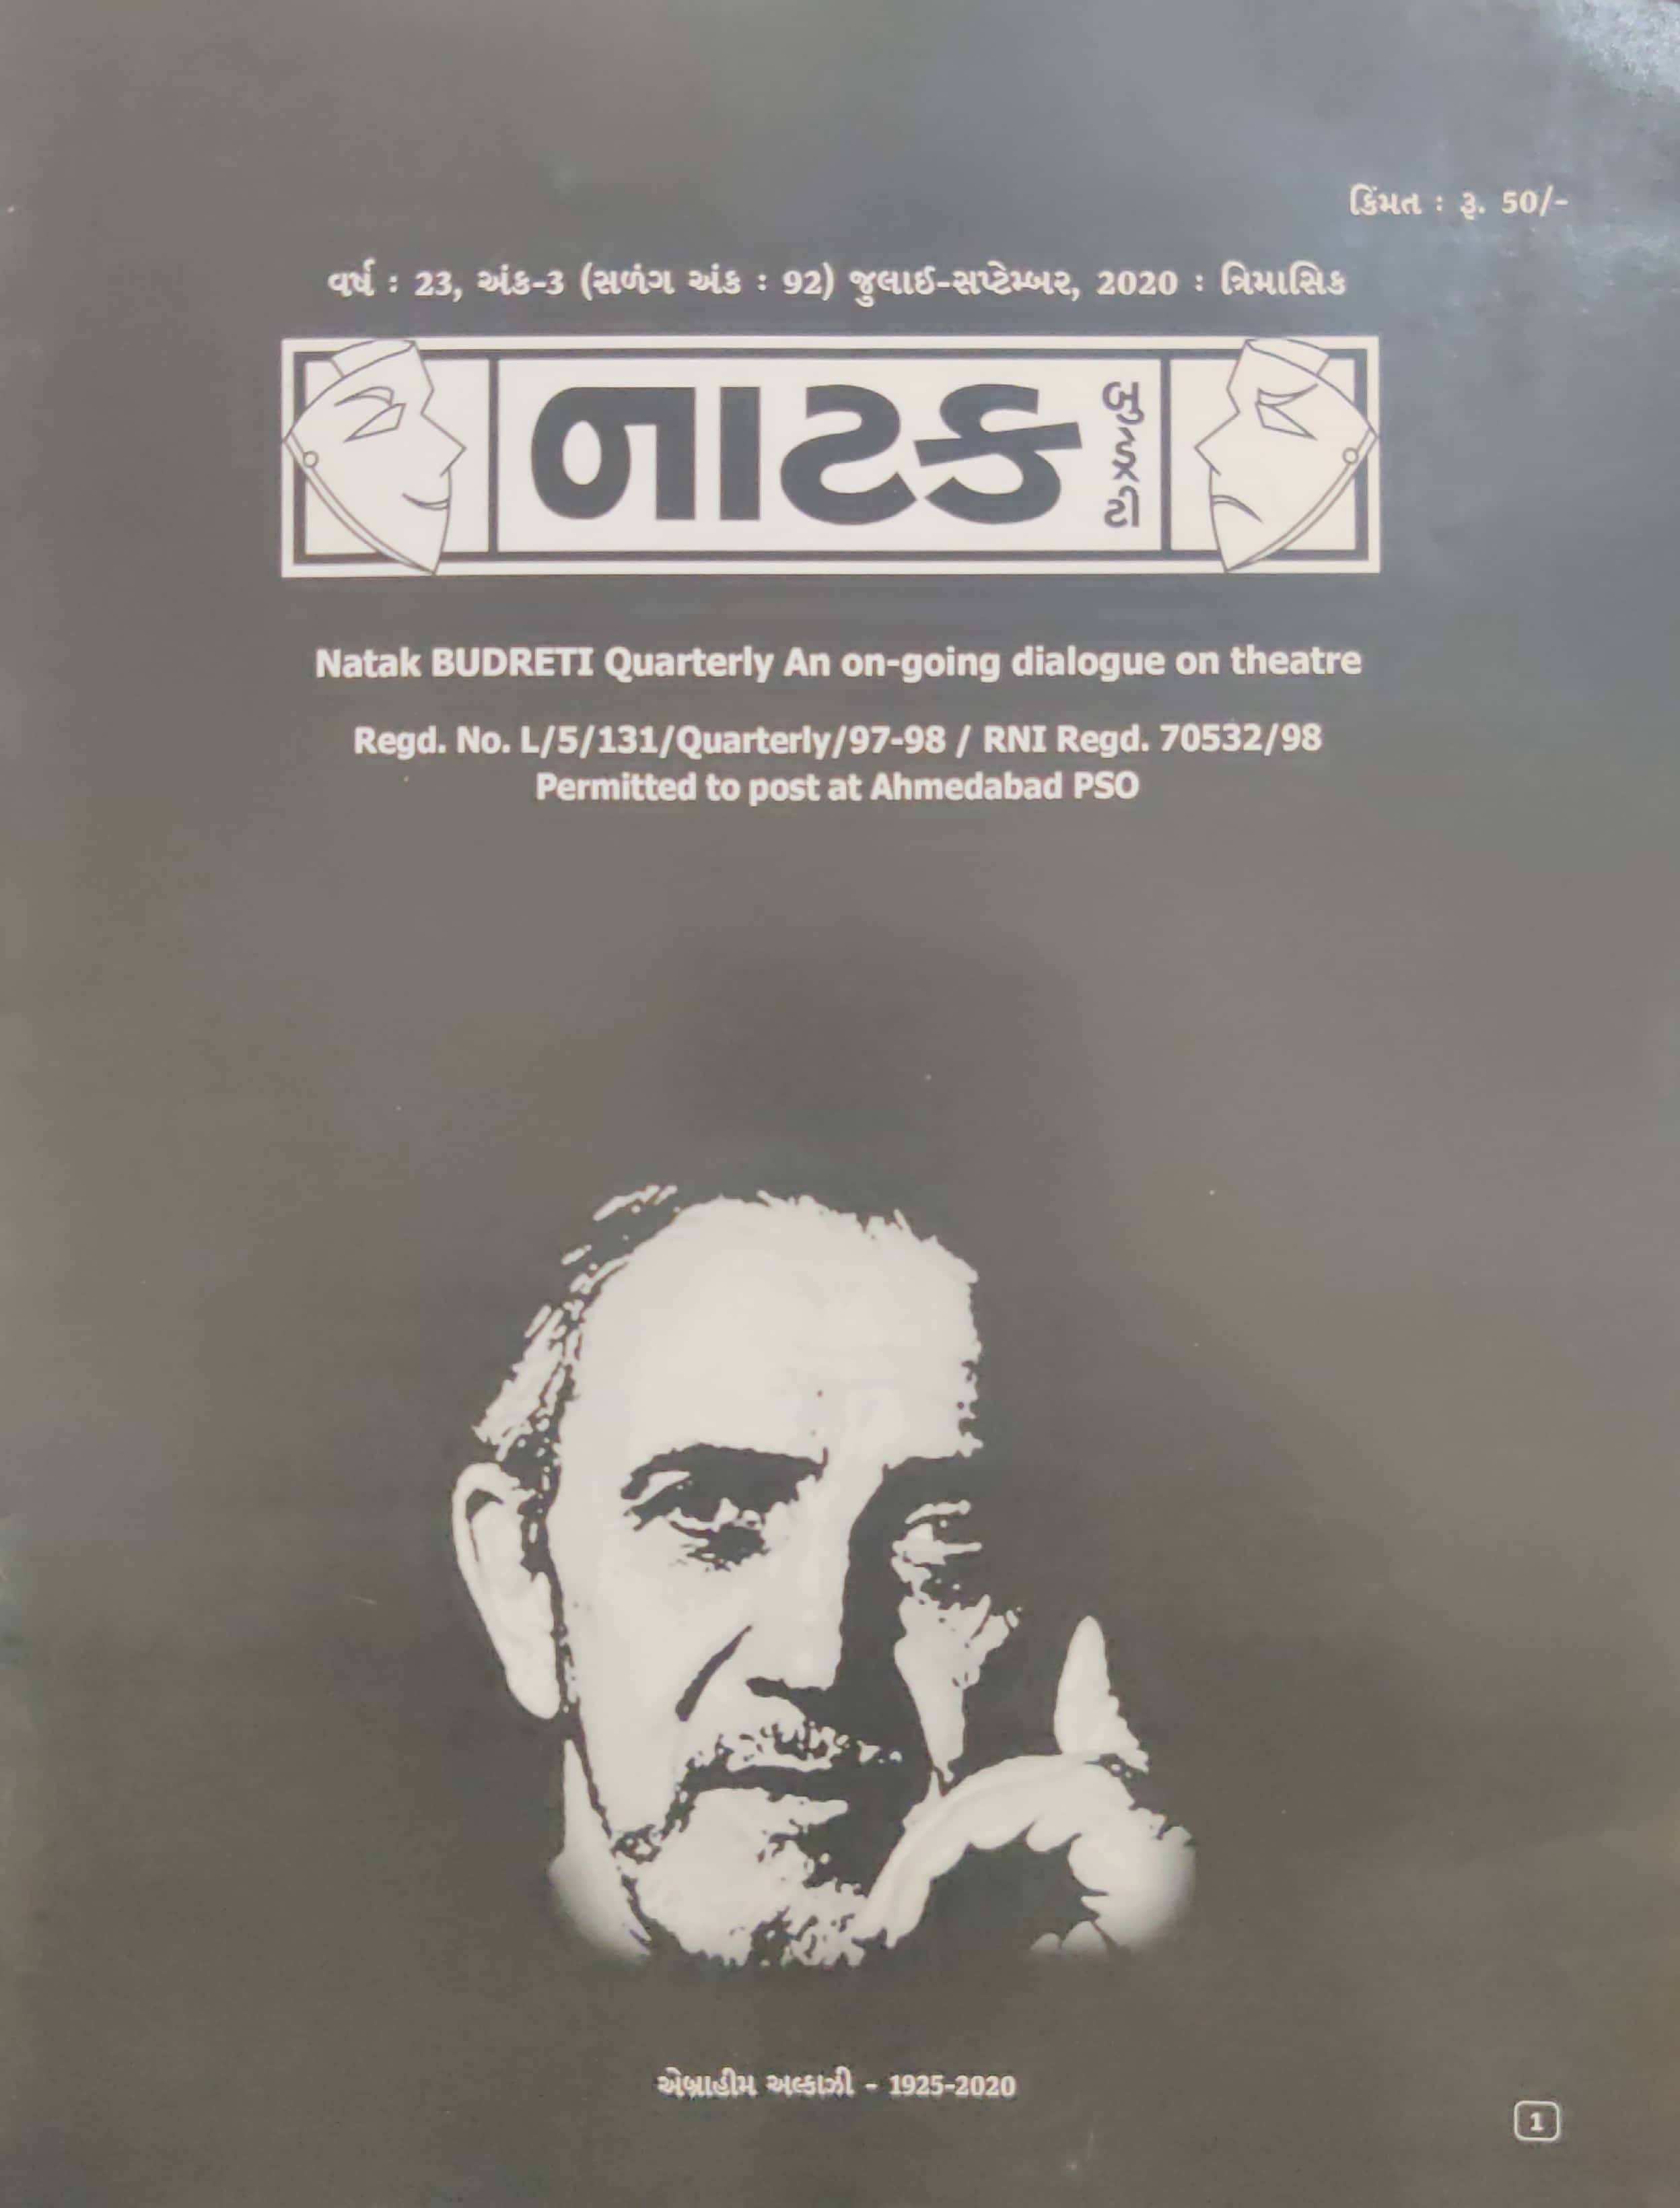 કિંમત : રૂ. 50/-
વર્ષ : 23, અંક-3 (સળંગ અંક : 92) જુલાઈ-સપ્ટેમ્બર, 2020 : ત્રિમાસિક
નાટક
બુડ્રેટી
Natak BUDRETI Quarterly An on-going dialogue on theatre
Regd. No. L/5/131/Quarterly/97-98 / RNI Regd. 70532/98
Permitted to post at Ahmedabad PSO
એબ્રાહીમ અલ્કાઝી - 1925-2020
1